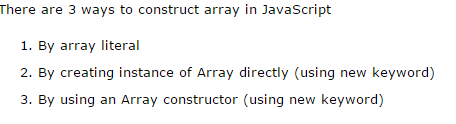 There are 3 ways to construct array in JavaScript
1. By array literal
2. By creating instance of Array directly (using new keyword)
3. By using an Array constructor (using new keyword)